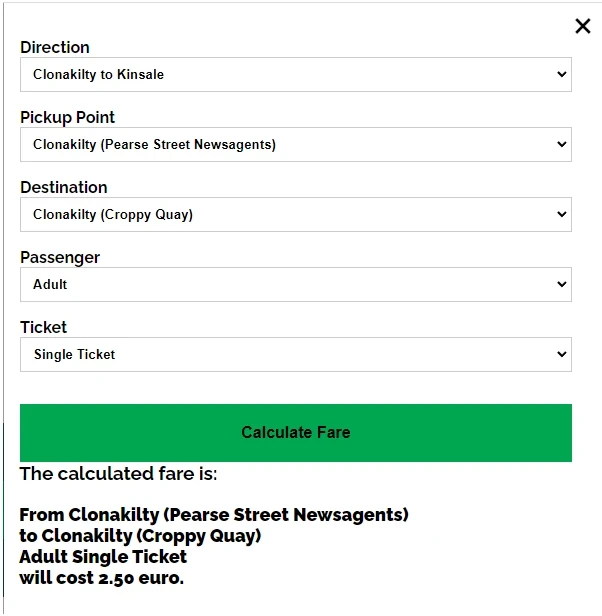 Direction
Clonakilty to Kinsale
Pickup Point
Clonakilty (Pearse Street Newsagents)
Destination
Clonakilty (Croppy Quay)
Passenger
Adult
Ticket
Single Ticket
Calculate Fare
The calculated fare is:
From Clonakilty (Pearse Street Newsagents)
to Clonakilty (Croppy Quay)
Adult Single Ticket
will cost 2.50 euro.